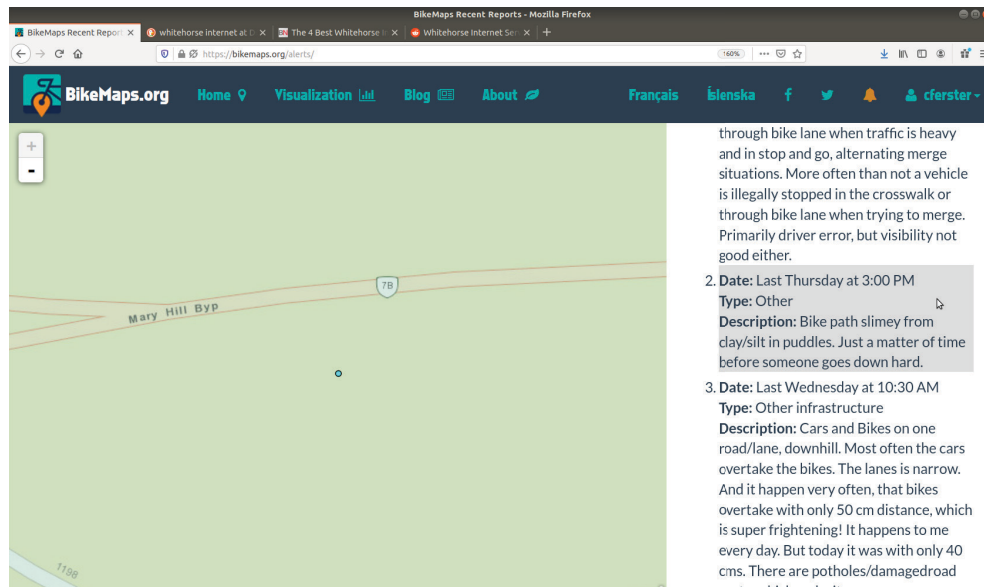 BikeMaps Recent Reports - Mozilla Firefox
BikeMaps Recent Report
whitehorse internet at D
The 4 Best Whitehorse I
Whitehorse Internet Ser
https://bikemaps.org/alerts/
160%
BikeMaps.org
Home
Visualization
Blog
About
Français
Íslenska
cferster
+
-
Mary Hill Byp
7B
1198
through bike lane when traffic is heavy
and in stop and go, alternating merge
situations. More often than not a vehicle
is illegally stopped in the crosswalk or
through bike lane when trying to merge.
Primarily driver error, but visibility not
good either.
2. Date: Last Thursday at 3:00 PM
Type: Other
Description: Bike path slimey from
clay/silt in puddles. Just a matter of time
before someone goes down hard.
3. Date: Last Wednesday at 10:30 AM
Type: Other infrastructure
Description: Cars and Bikes on one
road/lane, downhill. Most often the cars
overtake the bikes. The lanes is narrow.
And it happen very often, that bikes
overtake with only 50 cm distance, which
is super frightening! It happens to me
every day. But today it was with only 40
cms. There are potholes/damagedroad